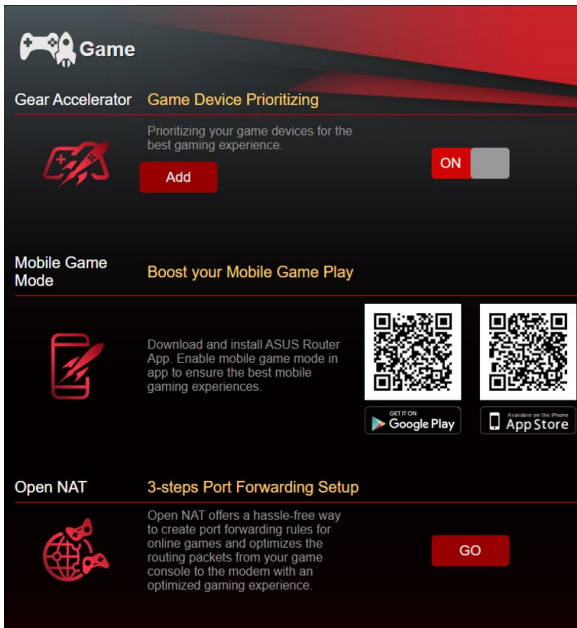 Game
Gear Accelerator
Game Device Prioritizing
Prioritizing your game devices for the
best gaming experience.
Add
ON
Mobile Game
Mode
Boost your Mobile Game Play
Download and install ASUS Router
App. Enable mobile game mode in
app to ensure the best mobile
gaming experiences.
GET IT ON
Google Play
Available on the iPhone
App Store
Open NAT
3-steps Port Forwarding Setup
Open NAT offers a hassle-free way
to create port forwarding rules for
online games and optimizes the
routing packets from your game
console to the modem with an
optimized gaming experience.
GO